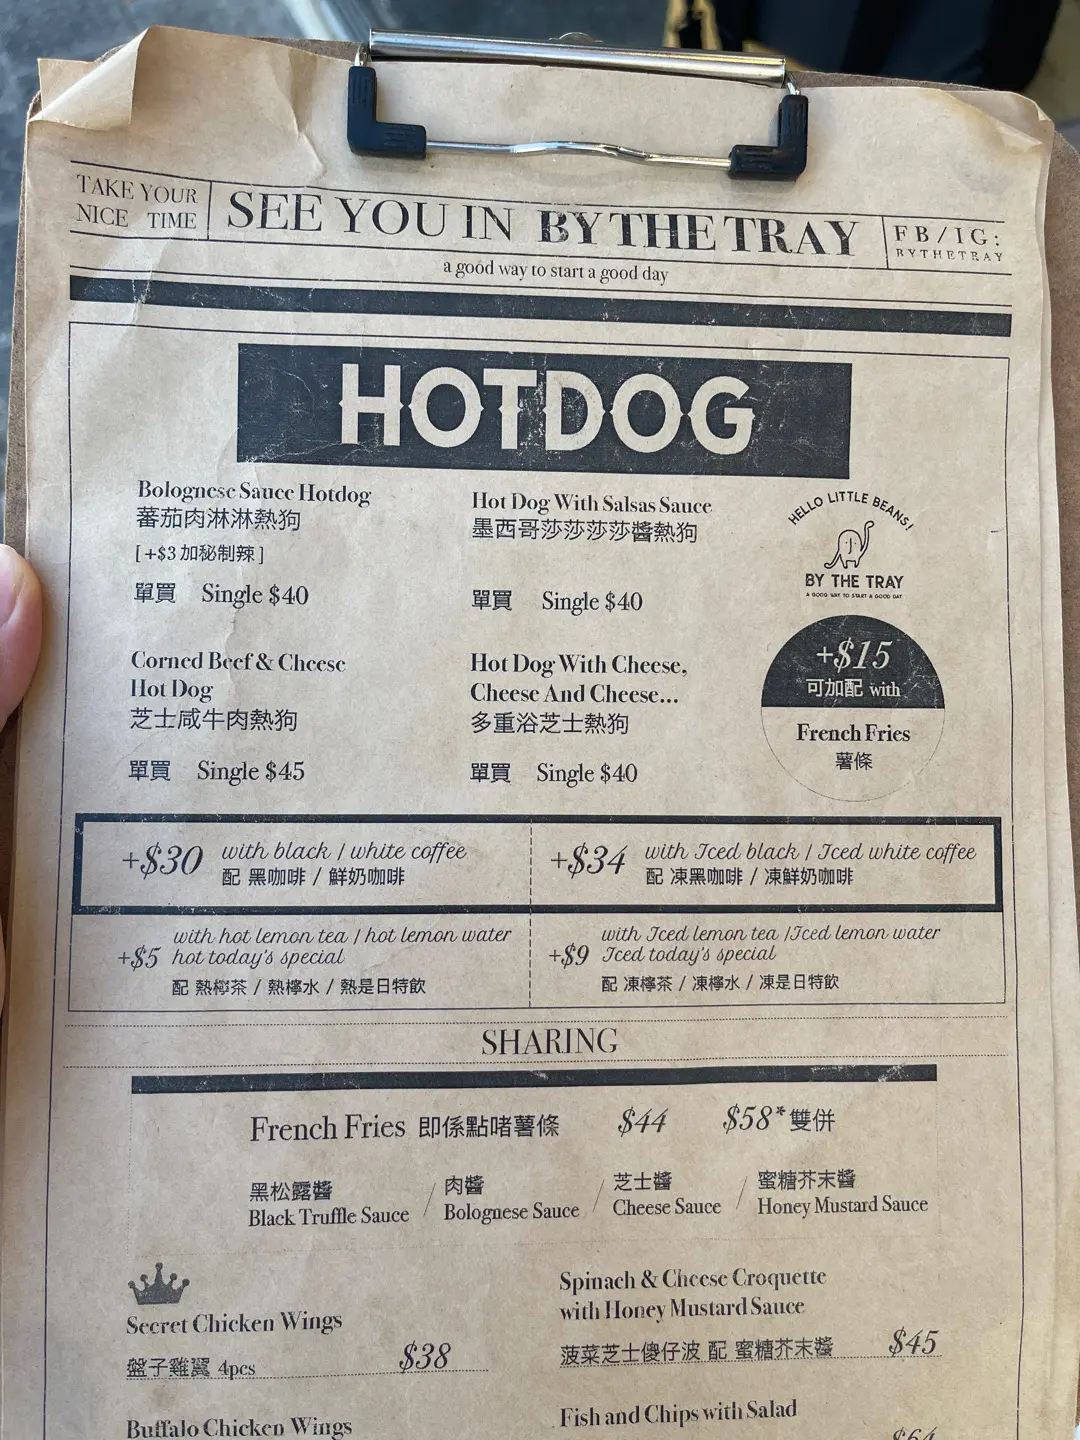 TAKE YOUR
NICE TIME
SEE YOU IN BY THE TRAY
FB/IG:
BYTHETRAY
a good way to start a good day
HOTDOG
Bolognese Sauce Hotdog
蕃茄肉淋淋熱狗
[+$3 加秘制辣]
單買 Single $40
Hot Dog With Salsas Sauce
墨西哥莎莎莎莎醬熱狗
單買 Single $40
HELLO LITTLE BEANS!
BY THE TRAY
A GOOD WAY TO START A GOOD DAY
Corned Beef & Cheese
Hot Dog
芝士咸牛肉熱狗
單買 Single $45
Hot Dog With Cheese,
Cheese And Cheese...
多重浴芝士熱狗
單買 Single $40
+$15
可加配 with
French Fries
薯條
+$30 with black / white coffee
配 黑咖啡 / 鮮奶咖啡
+$34 with Iced black / Iced white coffee
配 凍黑咖啡 / 凍鮮奶咖啡
with hot lemon tea / hot lemon water
+$5 hot today's special
配 熱檸茶 / 熱檸水 / 熱是日特飲
with Iced lemon tea /Iced lemon water
+$9 Iced today's special
配 凍檸茶 / 凍檸水 / 凍是日特飲
SHARING
French Fries 即係點啫薯條 $44 $58* 雙併
黑松露醬 / 肉醬 / 芝士醬 / 蜜糖芥末醬
Black Truffle Sauce Bolognese Sauce Cheese Sauce Honey Mustard Sauce
Secret Chicken Wings
盤子雞翼 4pcs $38
Spinach & Cheese Croquette
with Honey Mustard Sauce
菠菜芝士傻仔波 配 蜜糖芥末醬 $45
Buffalo Chicken Wings
Fish and Chips with Salad